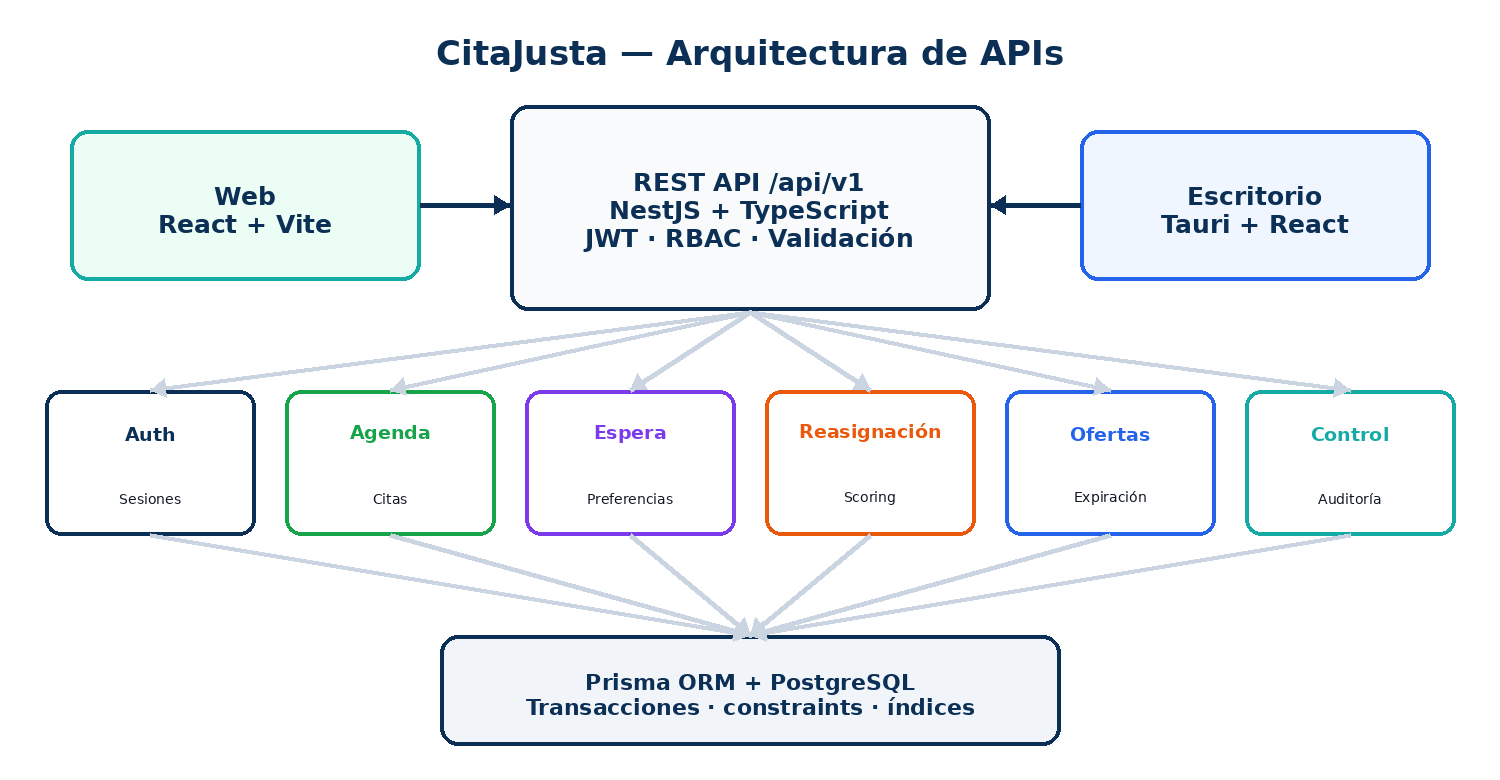 CitaJusta — Arquitectura de APIs
Web
React + Vite
REST API /api/v1
NestJS + TypeScript
JWT · RBAC · Validación
Escritorio
Tauri + React
Auth
Sesiones
Agenda
Citas
Espera
Preferencias
Reasignación
Scoring
Ofertas
Expiración
Control
Auditoría
Prisma ORM + PostgreSQL
Transacciones · constraints · índices